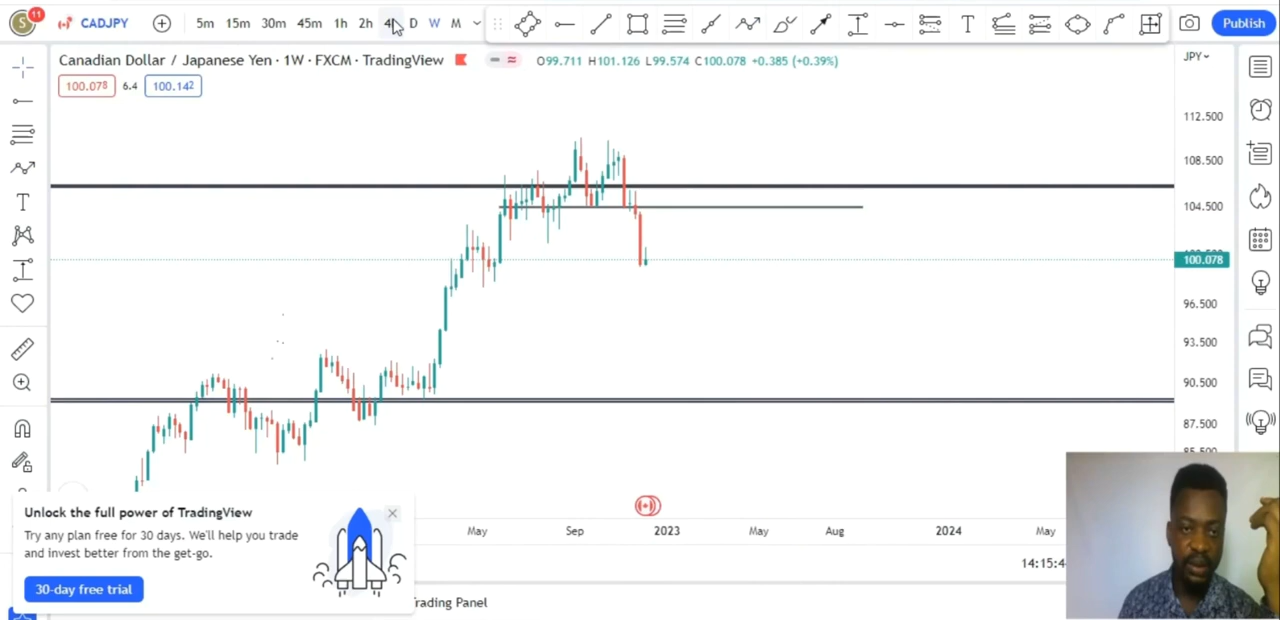 S 11 CADJPY 5m 15m 30m 45m 1h 2h D W M T Publish
Canadian Dollar / Japanese Yen · 1W · FXCM · TradingView O99.711 H101.126 L99.574 C100.078 +0.385 (+0.39%) JPY
100.078 6.4 100.142
112.500
108.500
104.500
100.078
96.500
93.500
90.500
87.500
T
Unlock the full power of TradingView
Try any plan free for 30 days. We'll help you trade
and invest better from the get-go.
30-day free trial
May Sep 2023 May Aug 2024 May
14:15:4
Trading Panel